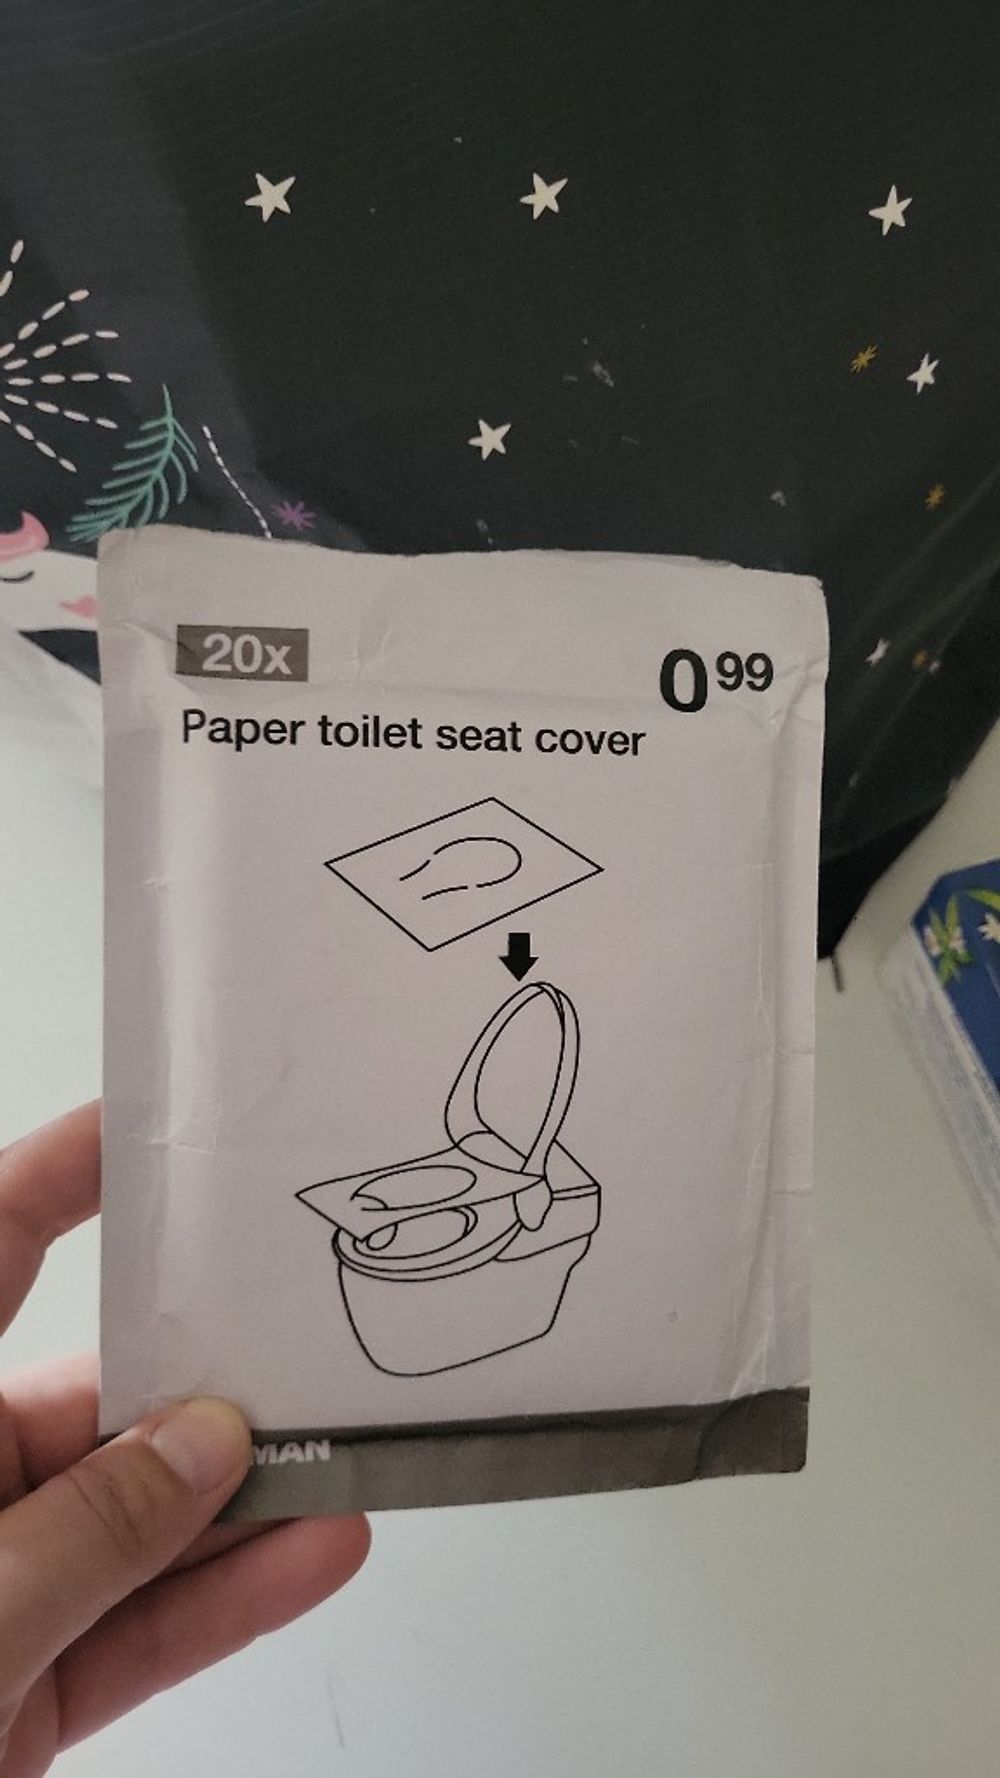 20x
0 99
Paper toilet seat cover
MAN